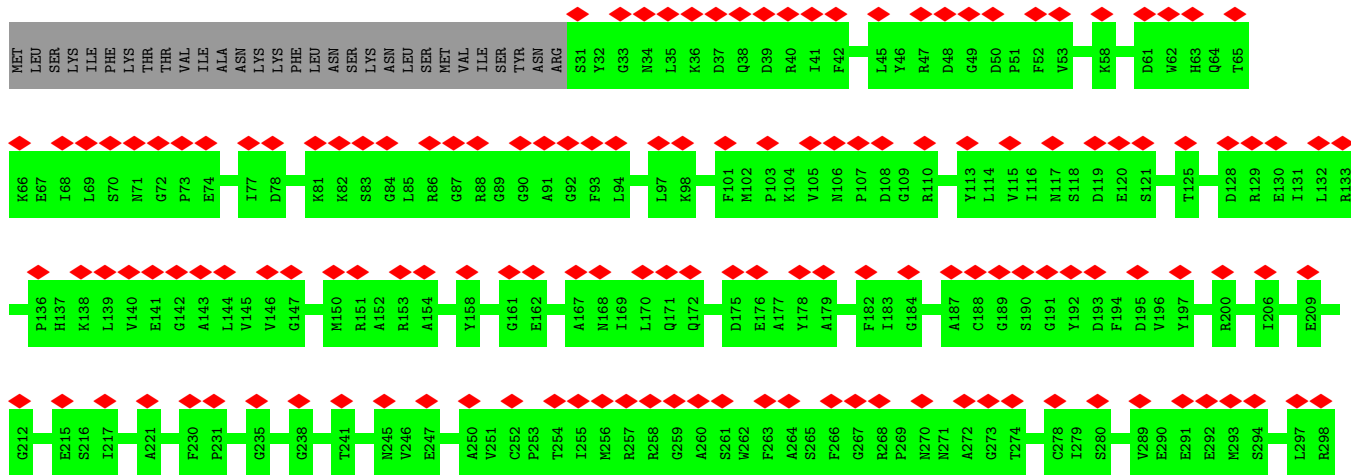 MET LEU SER LYS ILE PHE LYS THR THR VAL ILE ALA ASN LYS LYS PHE LEU ASN SER LYS ASN LEU SER MET VAL ILE SER TYR ASN ARG S31 Y32 G33 N34 L35 K36 D37 Q38 D39 R40 I41 F42 L45 Y46 R47 D48 G49 D50 P51 F52 V53 K58 D61 W62 H63 Q64 T65
K66 E67 I68 L69 S70 N71 G72 P73 E74 I77 D78 K81 K82 S83 G84 L85 R86 G87 R88 G89 G90 A91 G92 F93 L94 L97 K98 F101 M102 P103 K104 V105 N106 P107 D108 G109 R110 Y113 L114 V115 I116 N117 S118 D119 E120 S121 T125 D128 R129 E130 I131 L132 R133
P136 H137 K138 L139 V140 E141 G142 A143 L144 V145 V146 G147 M150 R151 A152 R153 A154 Y158 G161 E162 A167 N168 I169 L170 Q171 Q172 D175 E176 A177 Y178 A179 F182 I183 G184 A187 C188 G189 S190 G191 Y192 D193 F194 D195 V196 Y197 R200 I206 E209
G212 E215 S216 I217 A221 F230 P231 G235 G238 T241 N245 V246 E247 A250 V251 C252 P253 T254 I255 M256 R257 R258 G259 A260 S261 W262 F263 A264 S265 F266 G267 R268 P269 N270 N271 A272 G273 T274 C278 I279 S280 V289 E290 E291 E292 M293 S294 L297 R298